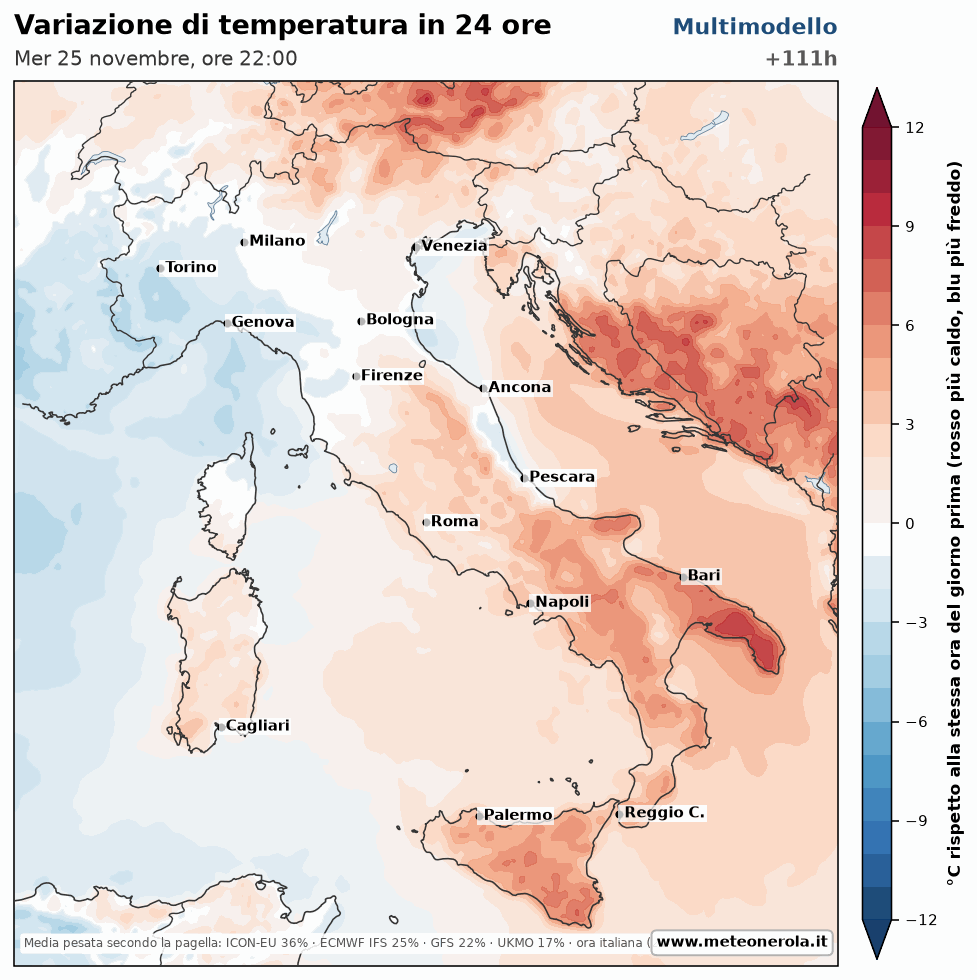 Variazione di temperatura in 24 ore
Multimodello
Mer 25 novembre, ore 22:00
+111h
Milano
Venezia
Torino
Genova
Bologna
Firenze
Ancona
Pescara
Roma
Bari
Napoli
Cagliari
Palermo
Reggio C.
12
9
6
3
0
−3
−6
−9
−12
°C rispetto alla stessa ora del giorno prima (rosso più caldo, blu più freddo)
Media pesata secondo la pagella: ICON-EU 36% · ECMWF IFS 25% · GFS 22% · UKMO 17% · ora italiana (
www.meteonerola.it